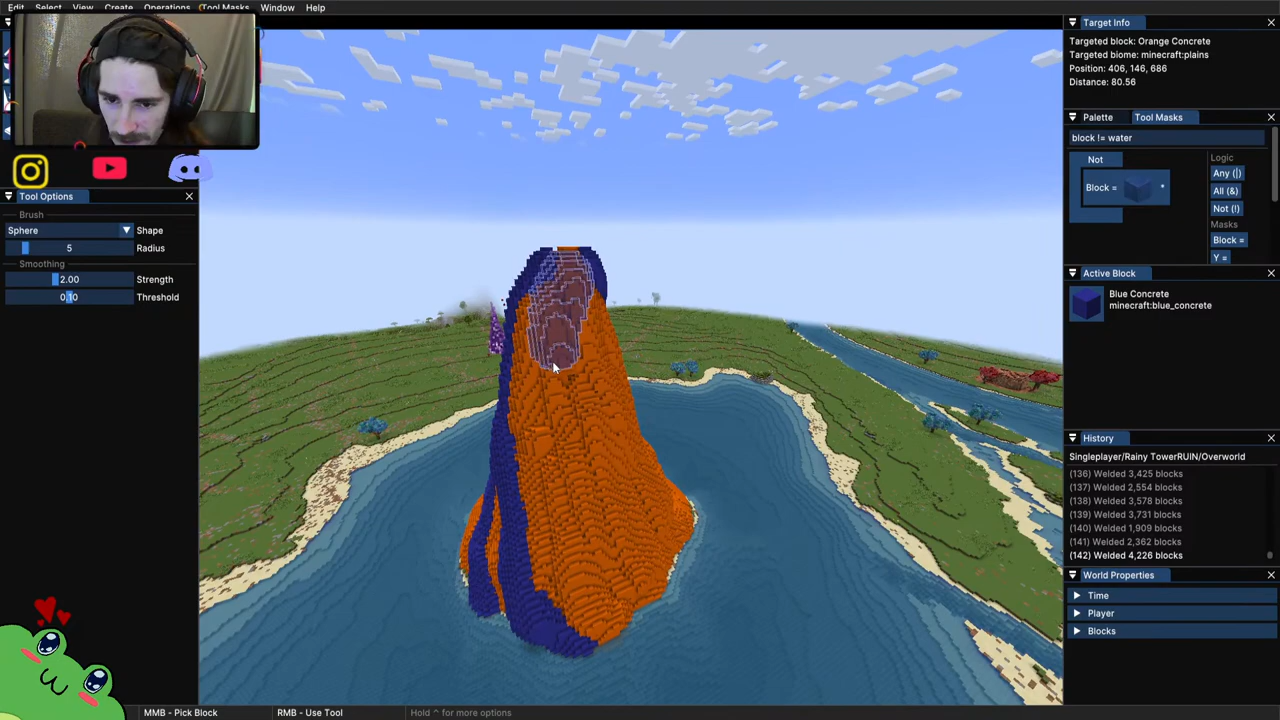 Edit Select View Create Operations (Tool Masks) Window Help
Target Info
Targeted block: Orange Concrete
Targeted biome: minecraft:plains
Position: 406, 146, 686
Distance: 80.56
Palette Tool Masks
block != water
Not
Block = *
Logic
Any (|)
All (&)
Not (!)
Masks
Block =
Y =
Tool Options
Brush
Sphere Shape
5 Radius
Smoothing
2.00 Strength
0.10 Threshold
Active Block
Blue Concrete
minecraft:blue_concrete
History
Singleplayer/Rainy TowerRUIN/Overworld
(136) Welded 3,425 blocks
(137) Welded 2,554 blocks
(138) Welded 3,578 blocks
(139) Welded 3,731 blocks
(140) Welded 1,909 blocks
(141) Welded 2,362 blocks
(142) Welded 4,226 blocks
World Properties
Time
Player
Blocks
MMB - Pick Block RMB - Use Tool Hold ^ for more options